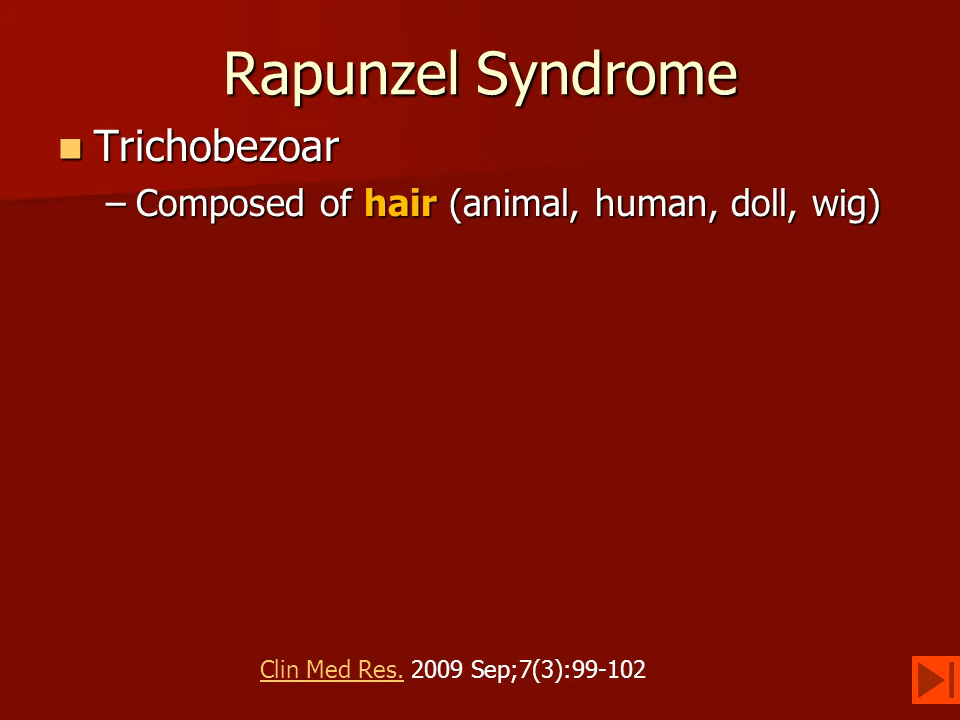 Rapunzel Syndrome
■ Trichobezoar
–Composed of hair (animal, human, doll, wig)
Clin Med Res. 2009 Sep;7(3):99-102